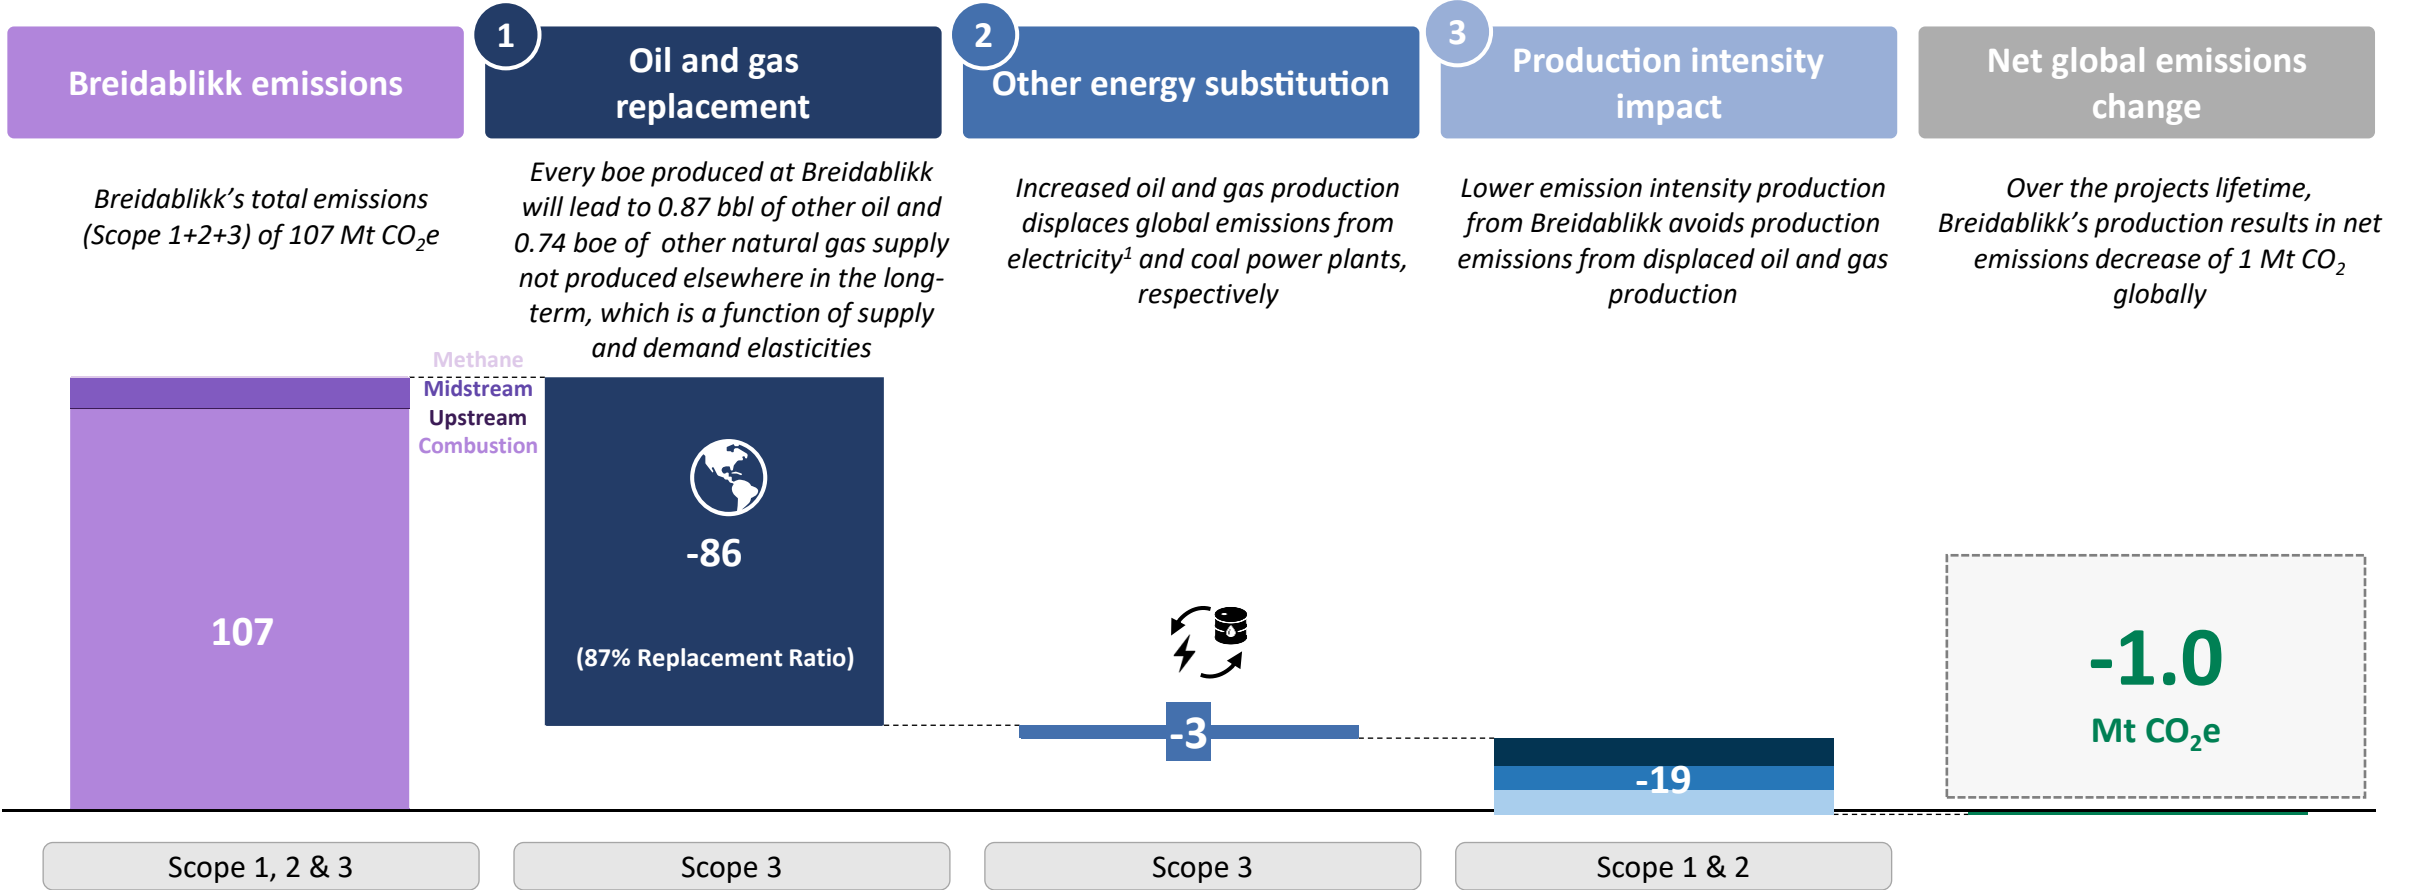 Breidablikk emissions
Breidablikk's total emissions
(Scope 1+2+3) of 107 Mt CO₂e
1
Oil and gas
replacement
Every boe produced at Breidablikk
will lead to 0.87 bbl of other oil and
0.74 boe of other natural gas supply
not produced elsewhere in the long-
term, which is a function of supply
and demand elasticities
2
Other energy substitution
Increased oil and gas production
displaces global emissions from
electricity¹ and coal power plants,
respectively
3
Production intensity
impact
Lower emission intensity production
from Breidablikk avoids production
emissions from displaced oil and gas
production
Net global emissions
change
Over the projects lifetime,
Breidablikk's production results in net
emissions decrease of 1 Mt CO₂
globally
Methane
Midstream
Upstream
Combustion
107
-86
(87% Replacement Ratio)
-3
-19
-1.0
Mt CO₂e
Scope 1, 2 & 3
Scope 3
Scope 3
Scope 1 & 2